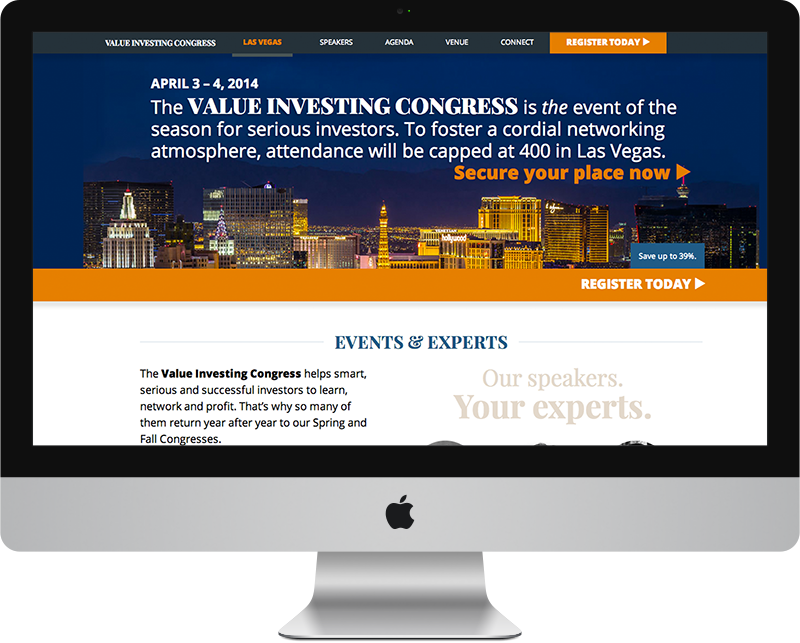 VALUE INVESTING CONGRESS LAS VEGAS SPEAKERS AGENDA VENUE CONNECT REGISTER TODAY
APRIL 3 – 4, 2014
The VALUE INVESTING CONGRESS is the event of the
season for serious investors. To foster a cordial networking
atmosphere, attendance will be capped at 400 in Las Vegas.
Secure your place now
hollywood
Save up to 39%.
REGISTER TODAY
EVENTS & EXPERTS
The Value Investing Congress helps smart,
serious and successful investors to learn,
network and profit. That's why so many of
them return year after year to our Spring and
Fall Congresses.
Our speakers.
Your experts.